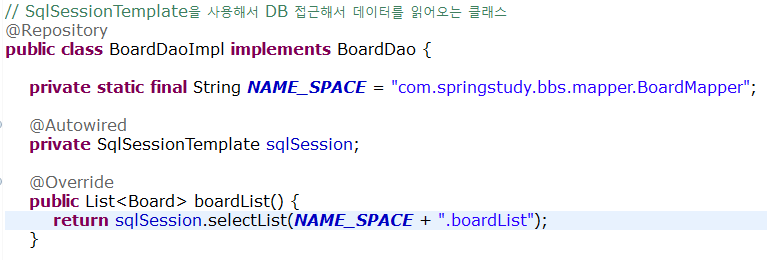 // SqlSessionTemplate을 사용해서 DB 접근해서 데이터를 읽어오는 클래스
@Repository
public class BoardDaoImpl implements BoardDao {
private static final String NAME_SPACE = "com.springstudy.bbs.mapper.BoardMapper";
@Autowired
private SqlSessionTemplate sqlSession;
@Override
public List<Board> boardList() {
return sqlSession.selectList(NAME_SPACE + ".boardList");
}